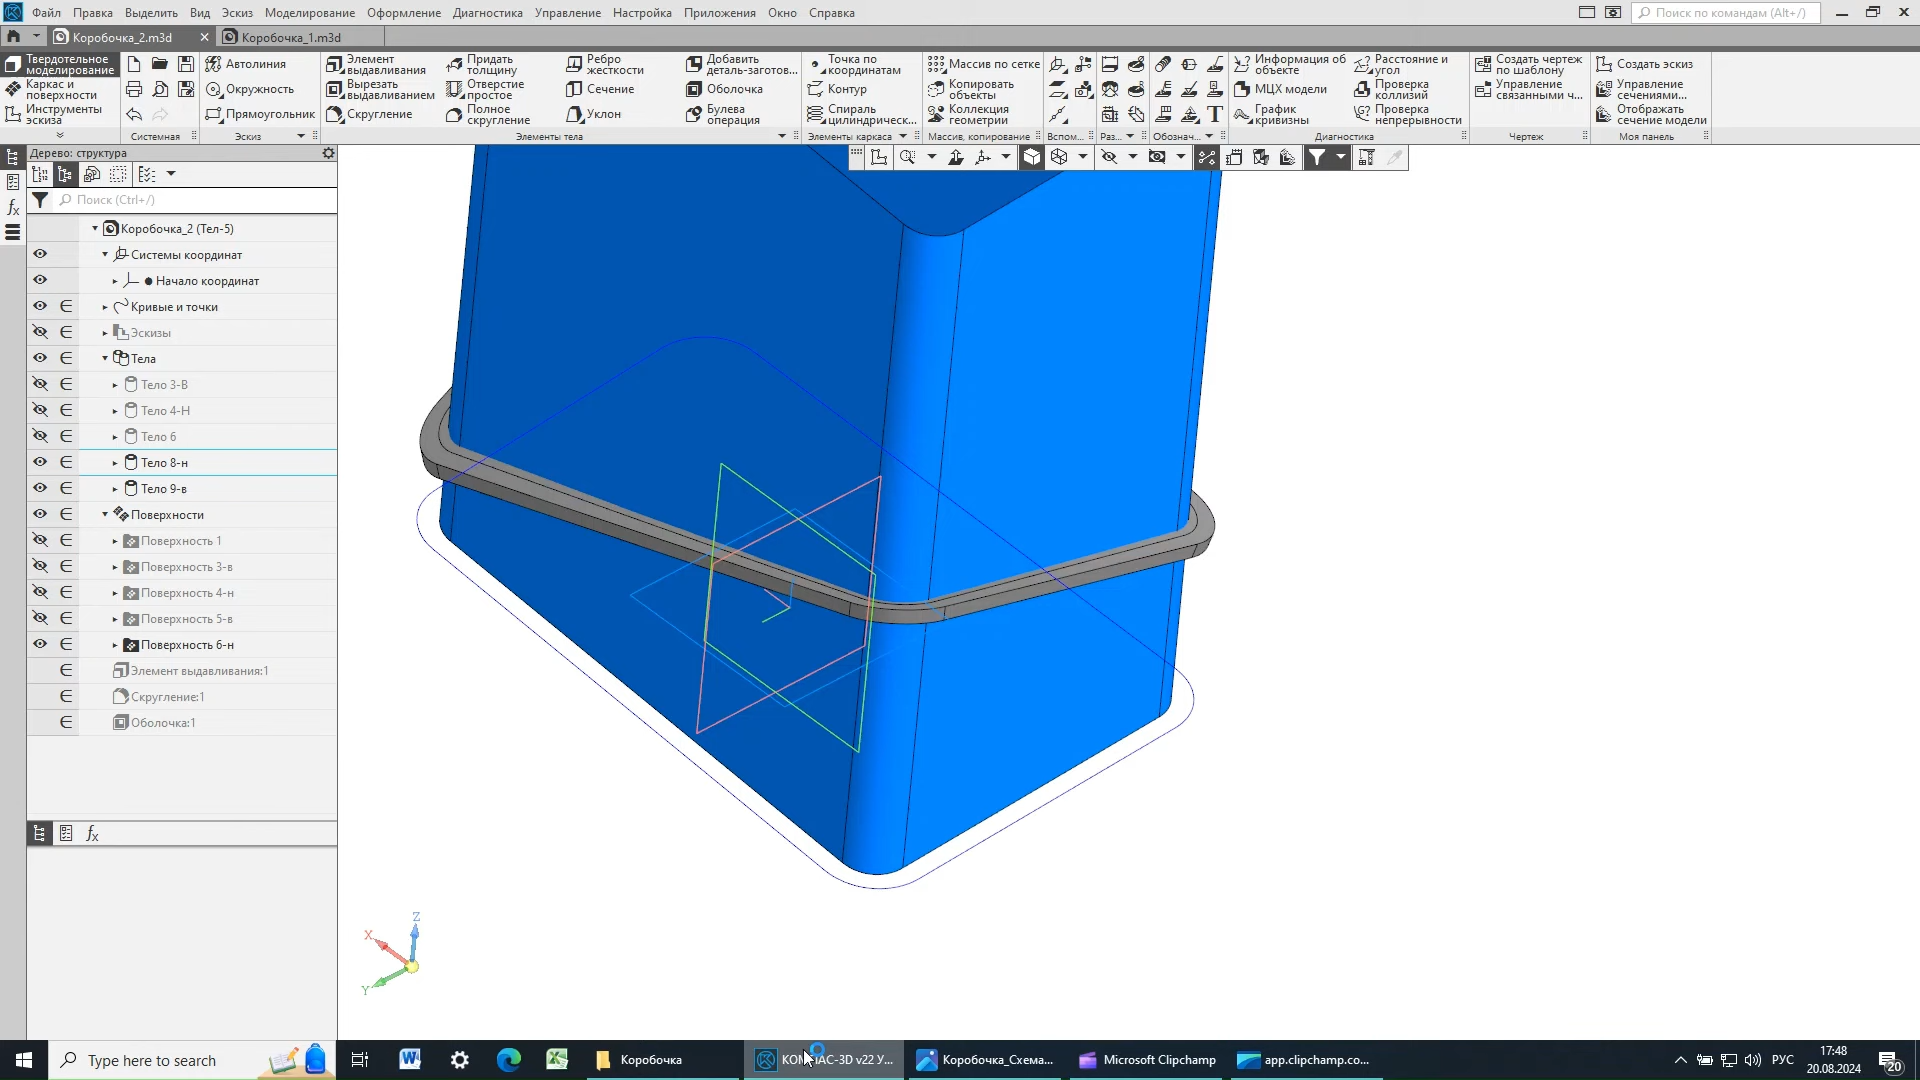 Файл Правка Выделить Вид Эскиз Моделирование Оформление Диагностика Управление Настройка Приложения Окно Справка
Поиск по командам (Alt+/)
Коробочка_2.m3d
Коробочка_1.m3d
Твердотельное моделирование
Каркас и поверхности
Инструменты эскиза
Системная
Автолиния
Окружность
Прямоугольник
Эскиз
Элемент выдавливания
Вырезать выдавливанием
Скругление
Придать толщину
Отверстие простое
Полное скругление
Ребро жесткости
Сечение
Уклон
Добавить деталь-заготов...
Оболочка
Булева операция
Элементы тела
Точка по координатам
Контур
Спираль цилиндрическ...
Элементы каркаса
Массив по сетке
Копировать объекты
Коллекция геометрии
Массив, копирование
Вспом...
Раз...
Обознач...
Информация об объекте
МЦХ модели
График кривизны
Расстояние и угол
Проверка коллизий
Проверка непрерывности
Диагностика
Создать чертеж по шаблону
Управление связанными ч...
Чертеж
Создать эскиз
Управление сечениями...
Отображать сечение модели
Моя панель
Дерево: структура
Поиск (Ctrl+/)
Коробочка_2 (Тел-5)
Системы координат
Начало координат
Кривые и точки
Эскизы
Тела
Тело 3-В
Тело 4-Н
Тело 6
Тело 8-н
Тело 9-в
Поверхности
Поверхность 1
Поверхность 3-в
Поверхность 4-н
Поверхность 5-в
Поверхность 6-н
Элемент выдавливания:1
Скругление:1
Оболочка:1
Z
X
Y
Type here to search
Коробочка
v22 У...
Коробочка_Схема...
Microsoft Clipchamp
app.clipchamp.co...
РУС
17:48
20.08.2024
20